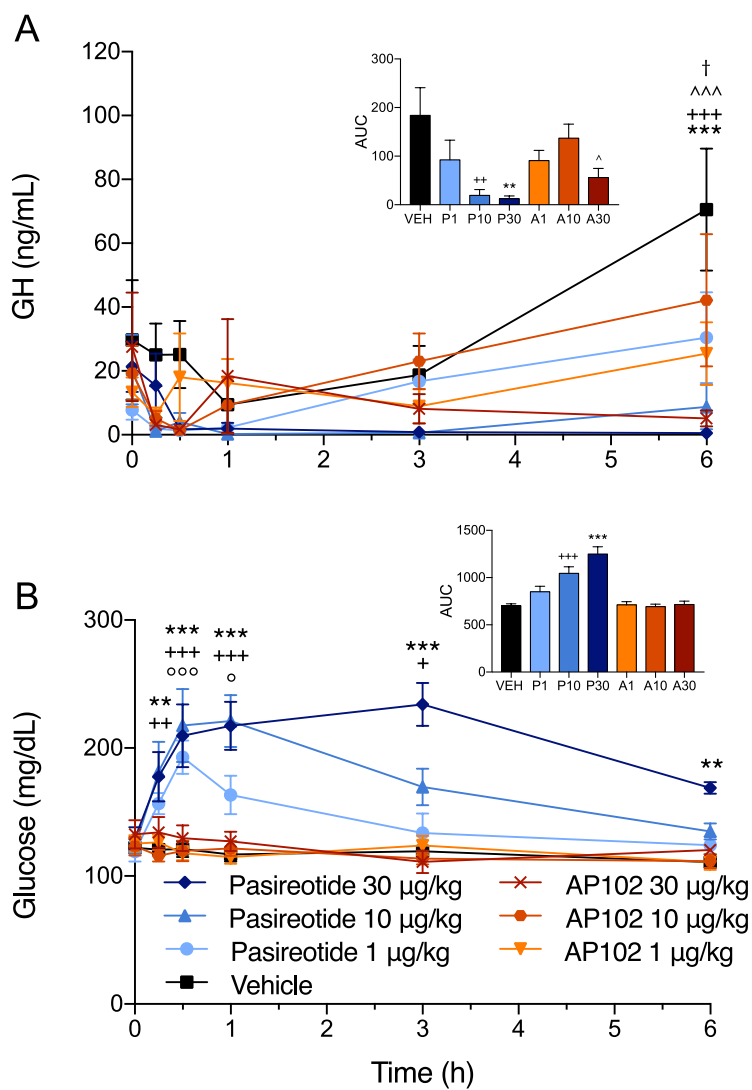 A
120
100
80
60
40
20
0
GH (ng/mL)
0 1 2 3 4 5 6
300
200
100
0
AUC
VEH P1 P10 P30 A1 A10 A30
++
**
^
†
^^^
+++
***
B
300
200
100
0
Glucose (mg/dL)
0 1 2 3 4 5 6
Time (h)
1500
1000
500
0
AUC
VEH P1 P10 P30 A1 A10 A30
+++
***
**
++
***
+++
°°°
***
+++
°
***
+
**
Pasireotide 30 µg/kg
Pasireotide 10 µg/kg
Pasireotide 1 µg/kg
Vehicle
AP102 30 µg/kg
AP102 10 µg/kg
AP102 1 µg/kg